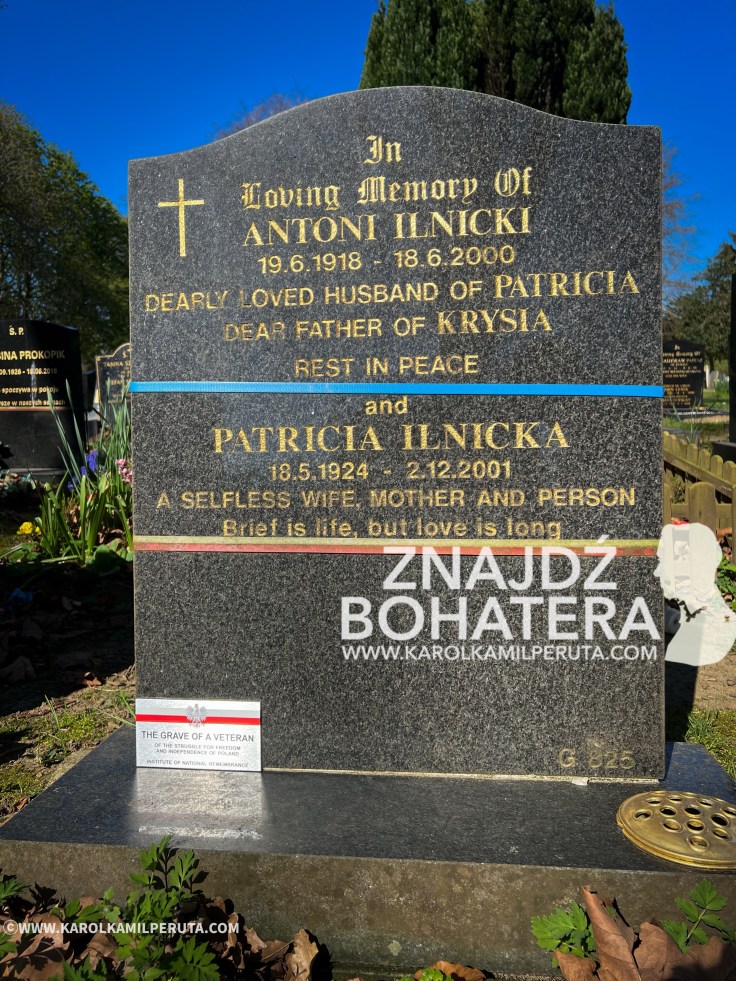 In
Loving Memory Of
ANTONI ILNICKI
19.6.1918 - 18.6.2000
DEARLY LOVED HUSBAND OF PATRICIA
DEAR FATHER OF KRYSIA
REST IN PEACE
and
PATRICIA ILNICKA
18.5.1924 - 2.12.2001
A SELFLESS WIFE, MOTHER AND PERSON
Brief is life, but love is long
ZNAJDŹ
BOHATERA
WWW.KAROLKAMILPERUTA.COM
THE GRAVE OF A VETERAN
OF THE STRUGGLE FOR FREEDOM
AND INDEPENDENCE OF POLAND
INSTITUTE OF NATIONAL REMEMBRANCE
G 825
Ś.P.
PROKOPIK
©WWW.KAROLKAMILPERUTA.COM